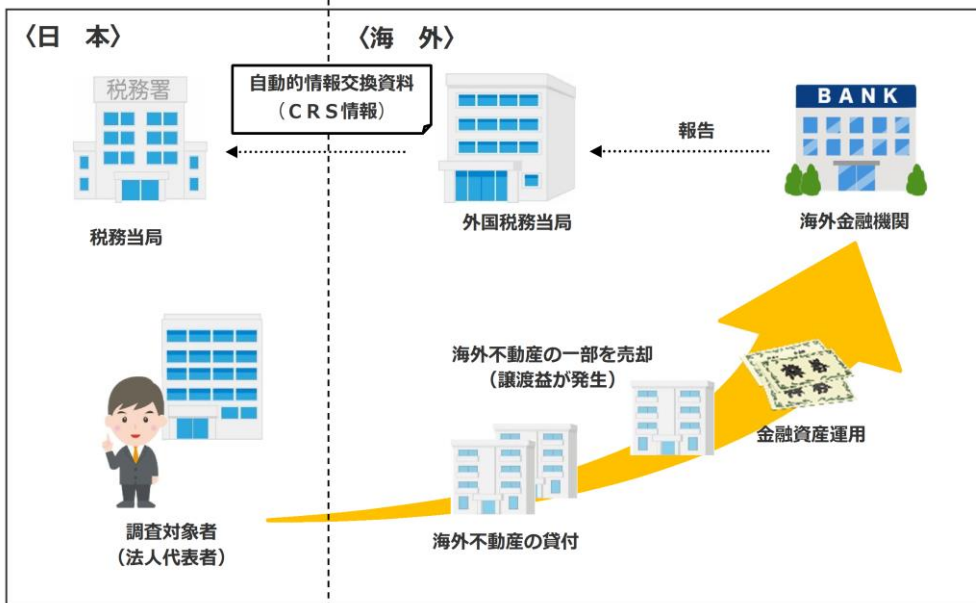 〈日　本〉
〈海　外〉
税務署
自動的情報交換資料
（ＣＲＳ情報）
BANK
報告
税務当局
外国税務当局
海外金融機関
海外不動産の一部を売却
（譲渡益が発生）
金融資産運用
調査対象者
（法人代表者）
海外不動産の貸付